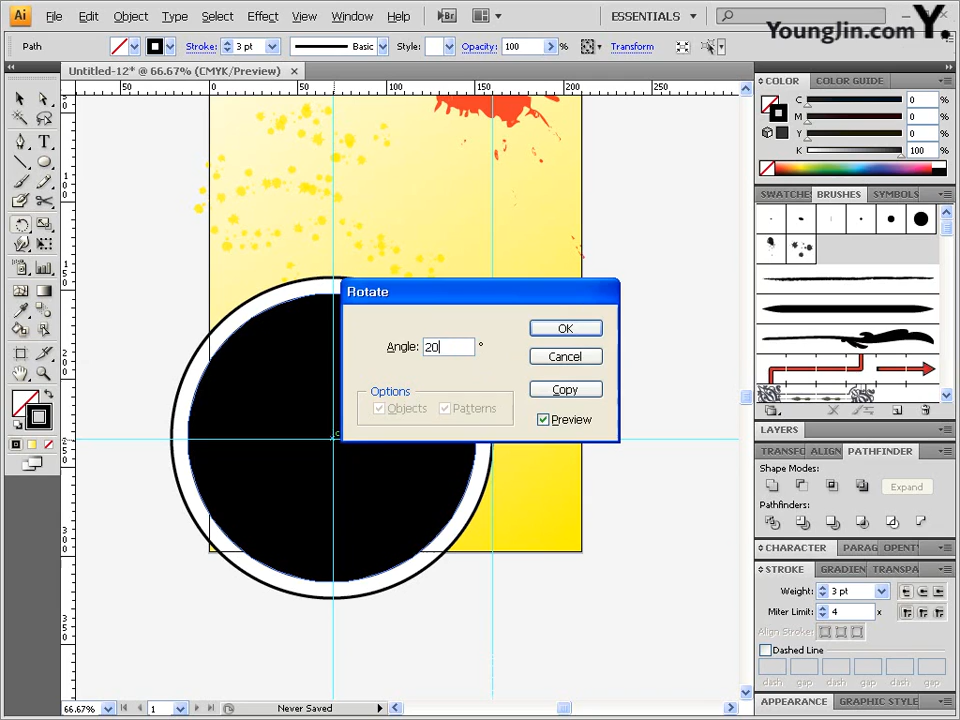 Ai File Edit Object Type Select Effect View Window Help Br ESSENTIALS
YoungJin.com Y.
Path Stroke: 3 pt Basic Style: Opacity: 100 % Transform
Untitled-12* @ 66.67% (CMYK/Preview) ×
50 0 50 100 150 200 250
COLOR COLOR GUIDE
C 0 %
M 0 %
Y 0 %
K 100 %
SWATCHE BRUSHES SYMBOLS
Rotate
Angle: 20 °
OK
Cancel
Options
Objects Patterns
Copy
Preview
LAYERS
TRANSFC ALIGN PATHFINDER
Shape Modes:
Expand
Pathfinders:
CHARACTER PARAG OPENT
STROKE GRADIEN TRANSPA
Weight: 3 pt
Miter Limit: 4 x
Align Stroke:
Dashed Line
dash gap dash gap dash gap
APPEARANCE GRAPHIC STYLE
66.67% 1 Never Saved